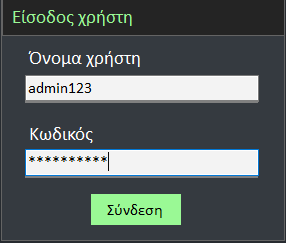 Είσοδος χρήστη
Όνομα χρήστη
admin123
Κωδικός
**********
Σύνδεση